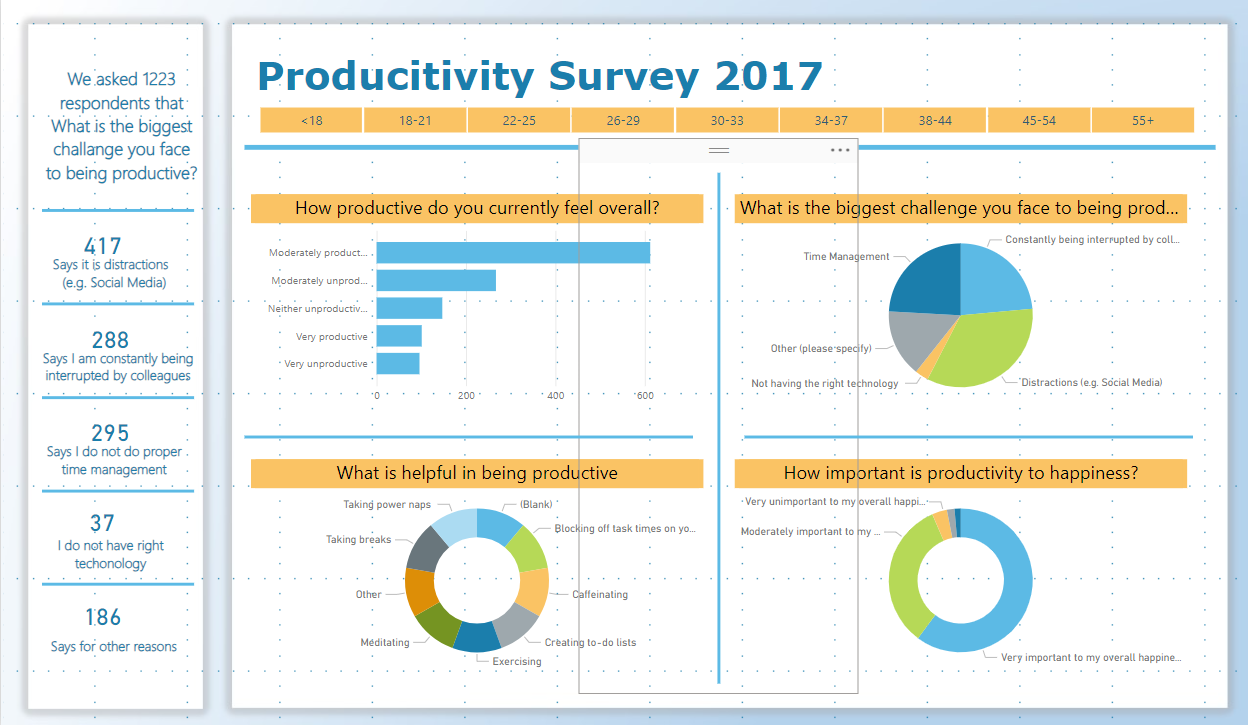 We asked 1223
respondents that
What is the biggest
challange you face
to being productive?
417
Says it is distractions
(e.g. Social Media)
288
Says I am constantly being
interrupted by colleagues
295
Says I do not do proper
time management
37
I do not have right
techonology
186
Says for other reasons
Producitivity Survey 2017
<18 18-21 22-25 26-29 30-33 34-37 38-44 45-54 55+
How productive do you currently feel overall?
Moderately product...
Moderately unprod...
Neither unproductiv...
Very productive
Very unproductive
0 200 400 600
What is the biggest challenge you face to being prod...
Constantly being interrupted by coll...
Time Management
Other (please specify)
Not having the right technology
Distractions (e.g. Social Media)
What is helpful in being productive
Taking power naps
(Blank)
Blocking off task times on yo...
Taking breaks
Other
Caffeinating
Meditating
Creating to-do lists
Exercising
How important is productivity to happiness?
Very unimportant to my overall happi...
Moderately important to my ...
Very important to my overall happine...